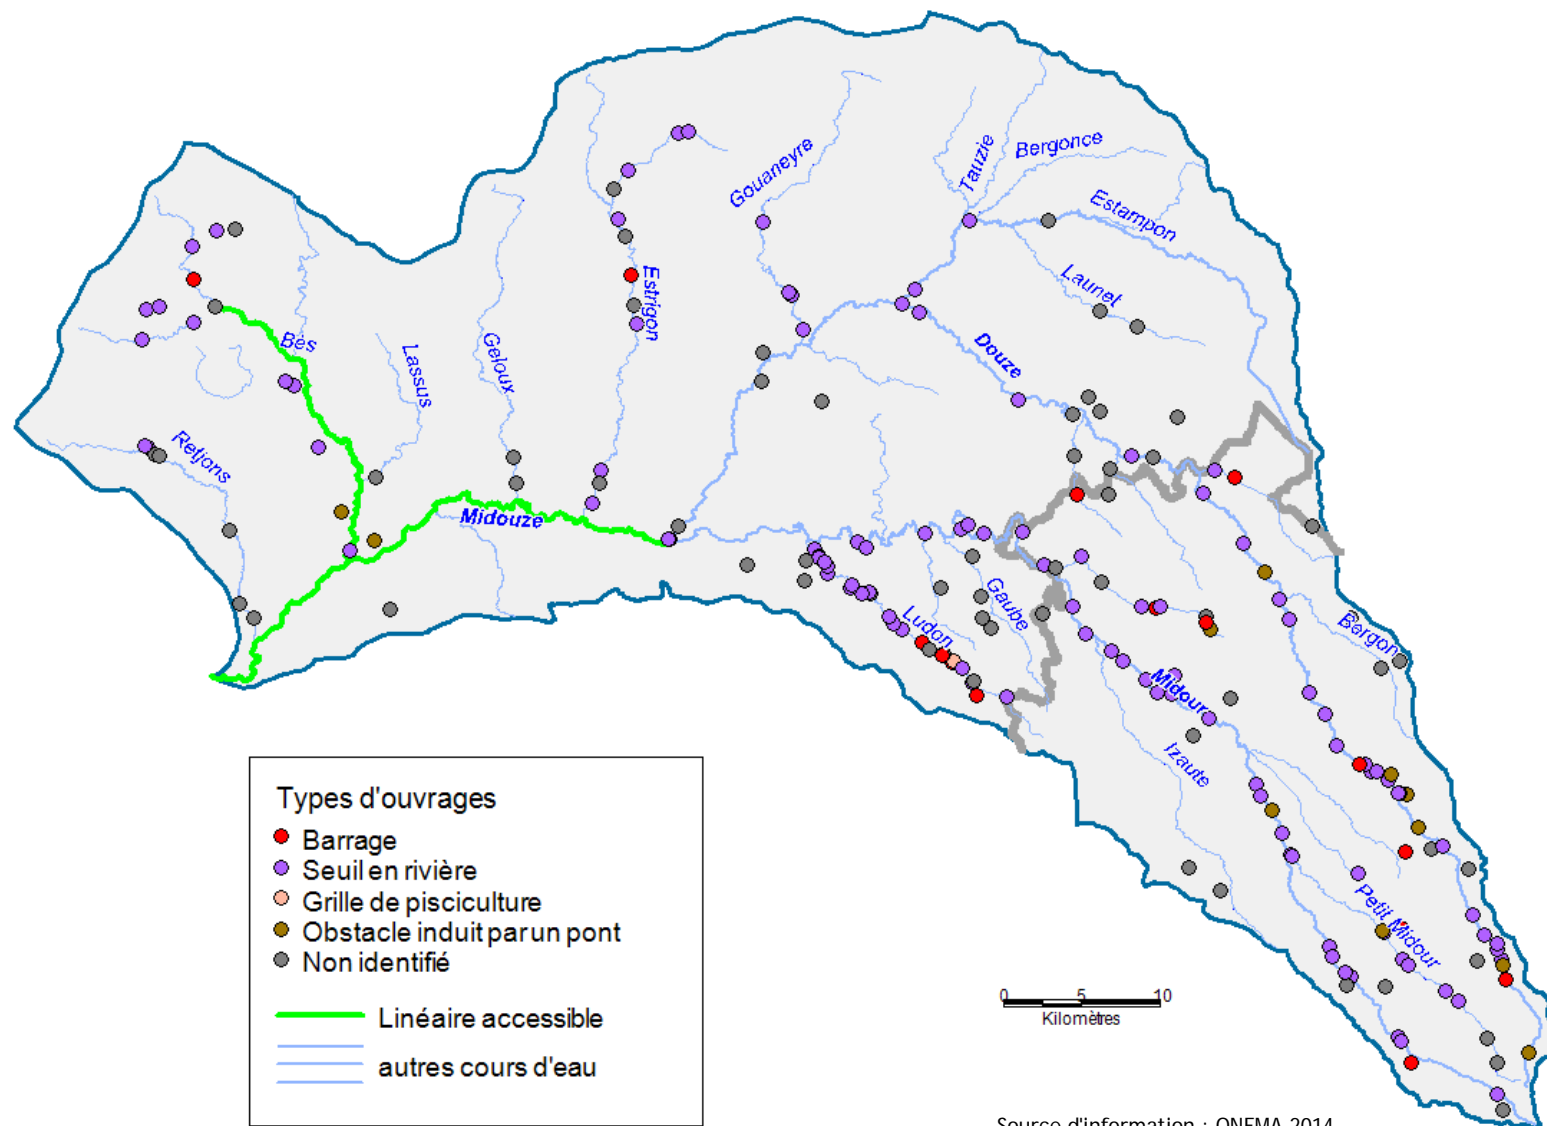 Bergonce
Tauzie
Gouaneyre
Estampon
Launet
Estrigon
Bès
Geloux
Lassus
Douze
Retjons
Midouze
Gaube
Ludon
Bergon
Midour
Izaute
Petit Midour
Types d'ouvrages
Barrage
Seuil en rivière
Grille de pisciculture
Obstacle induit par un pont
Non identifié
Linéaire accessible
autres cours d'eau
0 5 10
Kilomètres
Source d'information : ONEMA 2014